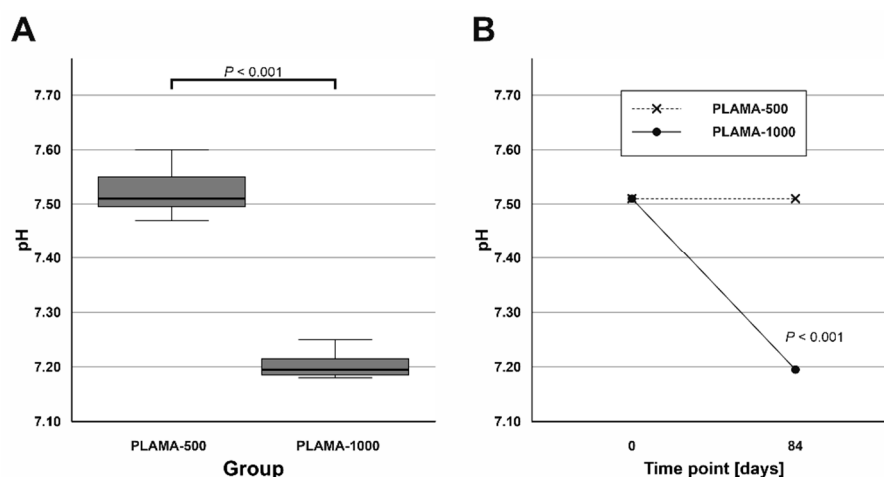 A
P < 0.001
7.70
7.60
7.50
7.40
7.30
7.20
7.10
pH
PLAMA-500
PLAMA-1000
Group
B
PLAMA-500
PLAMA-1000
7.70
7.60
7.50
7.40
7.30
7.20
7.10
pH
P < 0.001
0
84
Time point [days]